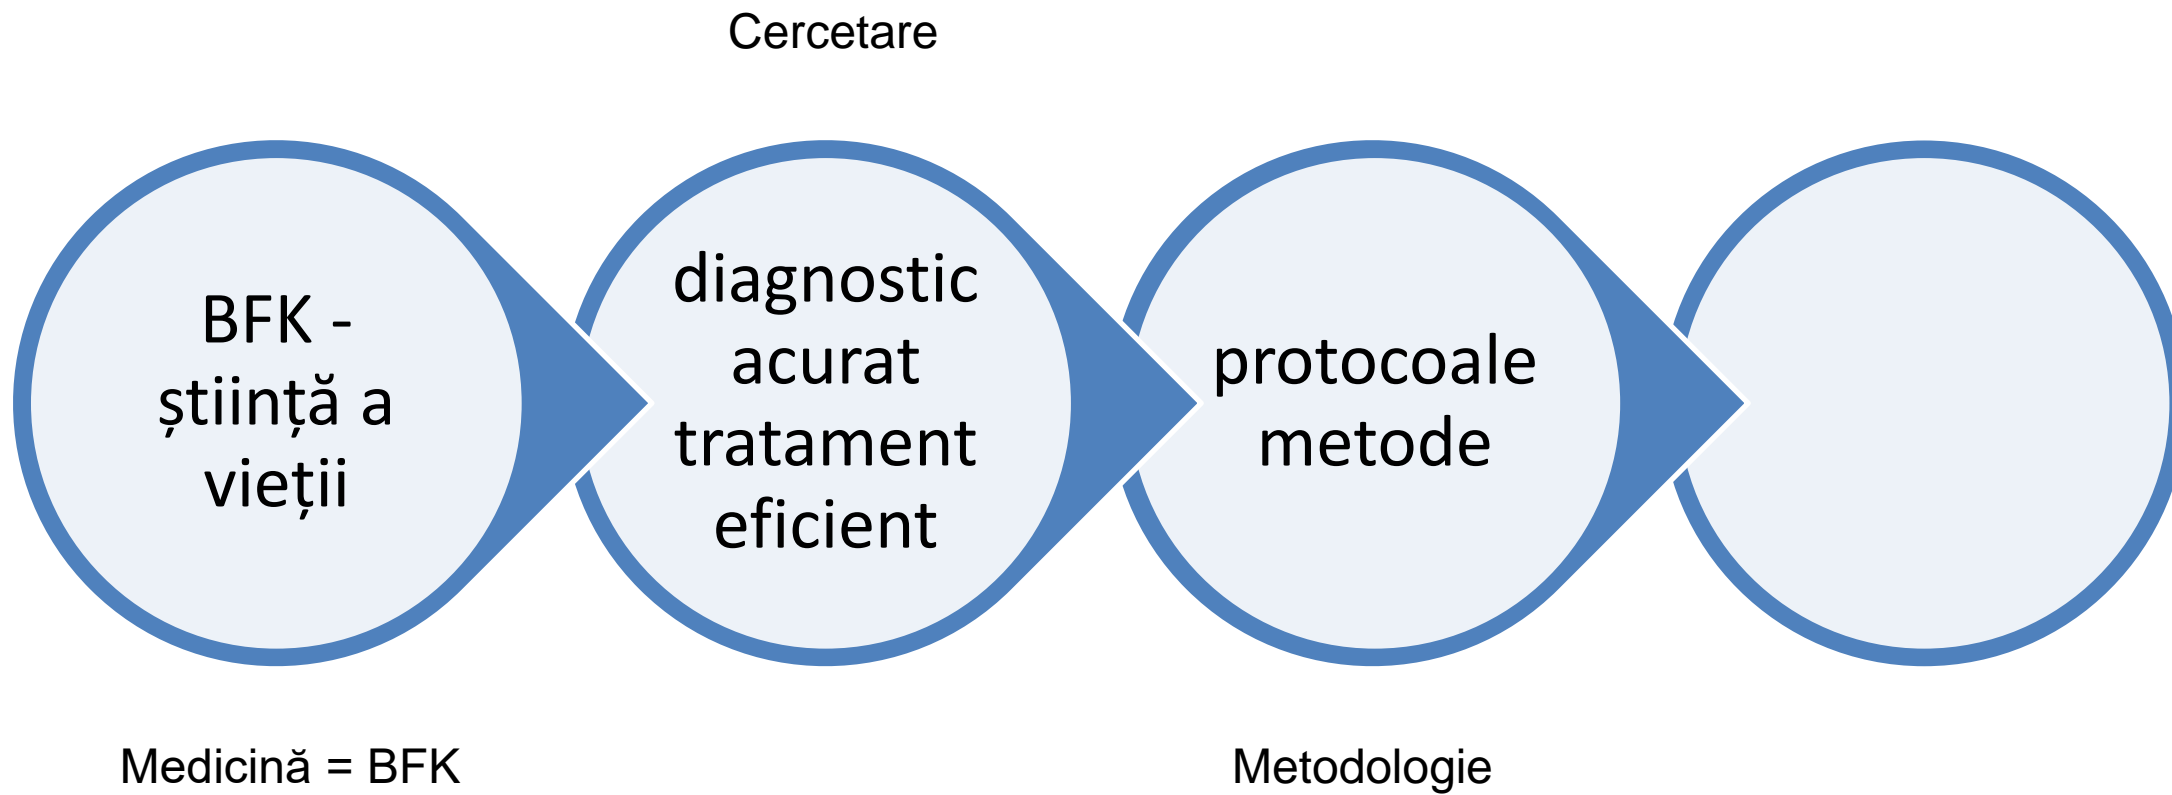 Cercetare
BFK -
știință a
vieții
diagnostic
acurat
tratament
eficient
protocoale
metode
Medicină = BFK
Metodologie